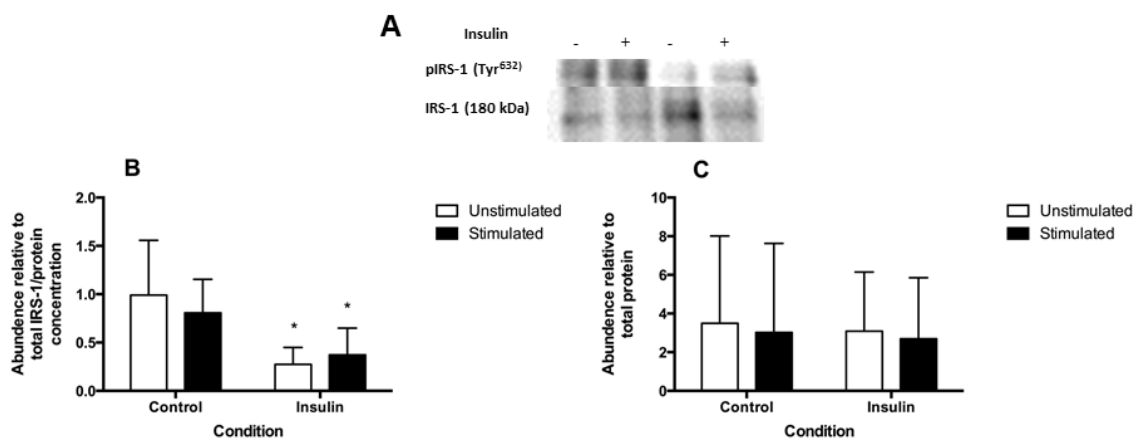 A
Insulin - + - +
pIRS-1 (Tyr632)
IRS-1 (180 kDa)
B
Abundence relative to
total IRS-1/protein
concentration
2.0
1.5
1.0
0.5
0.0
* *
Control Insulin
Condition
Unstimulated
Stimulated
C
Abundence relative to
total protein
10
8
6
4
2
0
Control Insulin
Condition
Unstimulated
Stimulated